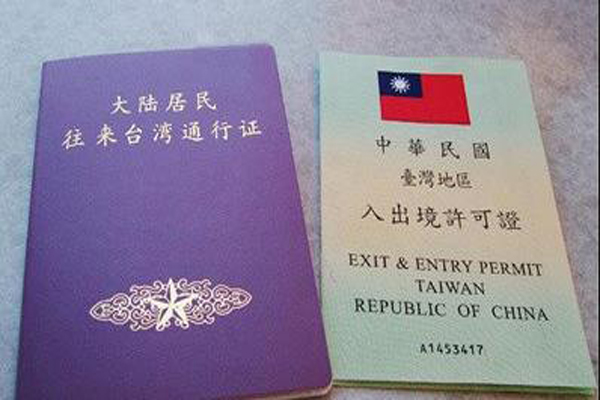 大陆居民
往来台湾通行证
中華民國
臺灣地區
入出境許可證
EXIT & ENTRY PERMIT
TAIWAN
REPUBLIC OF CHINA
A1453417